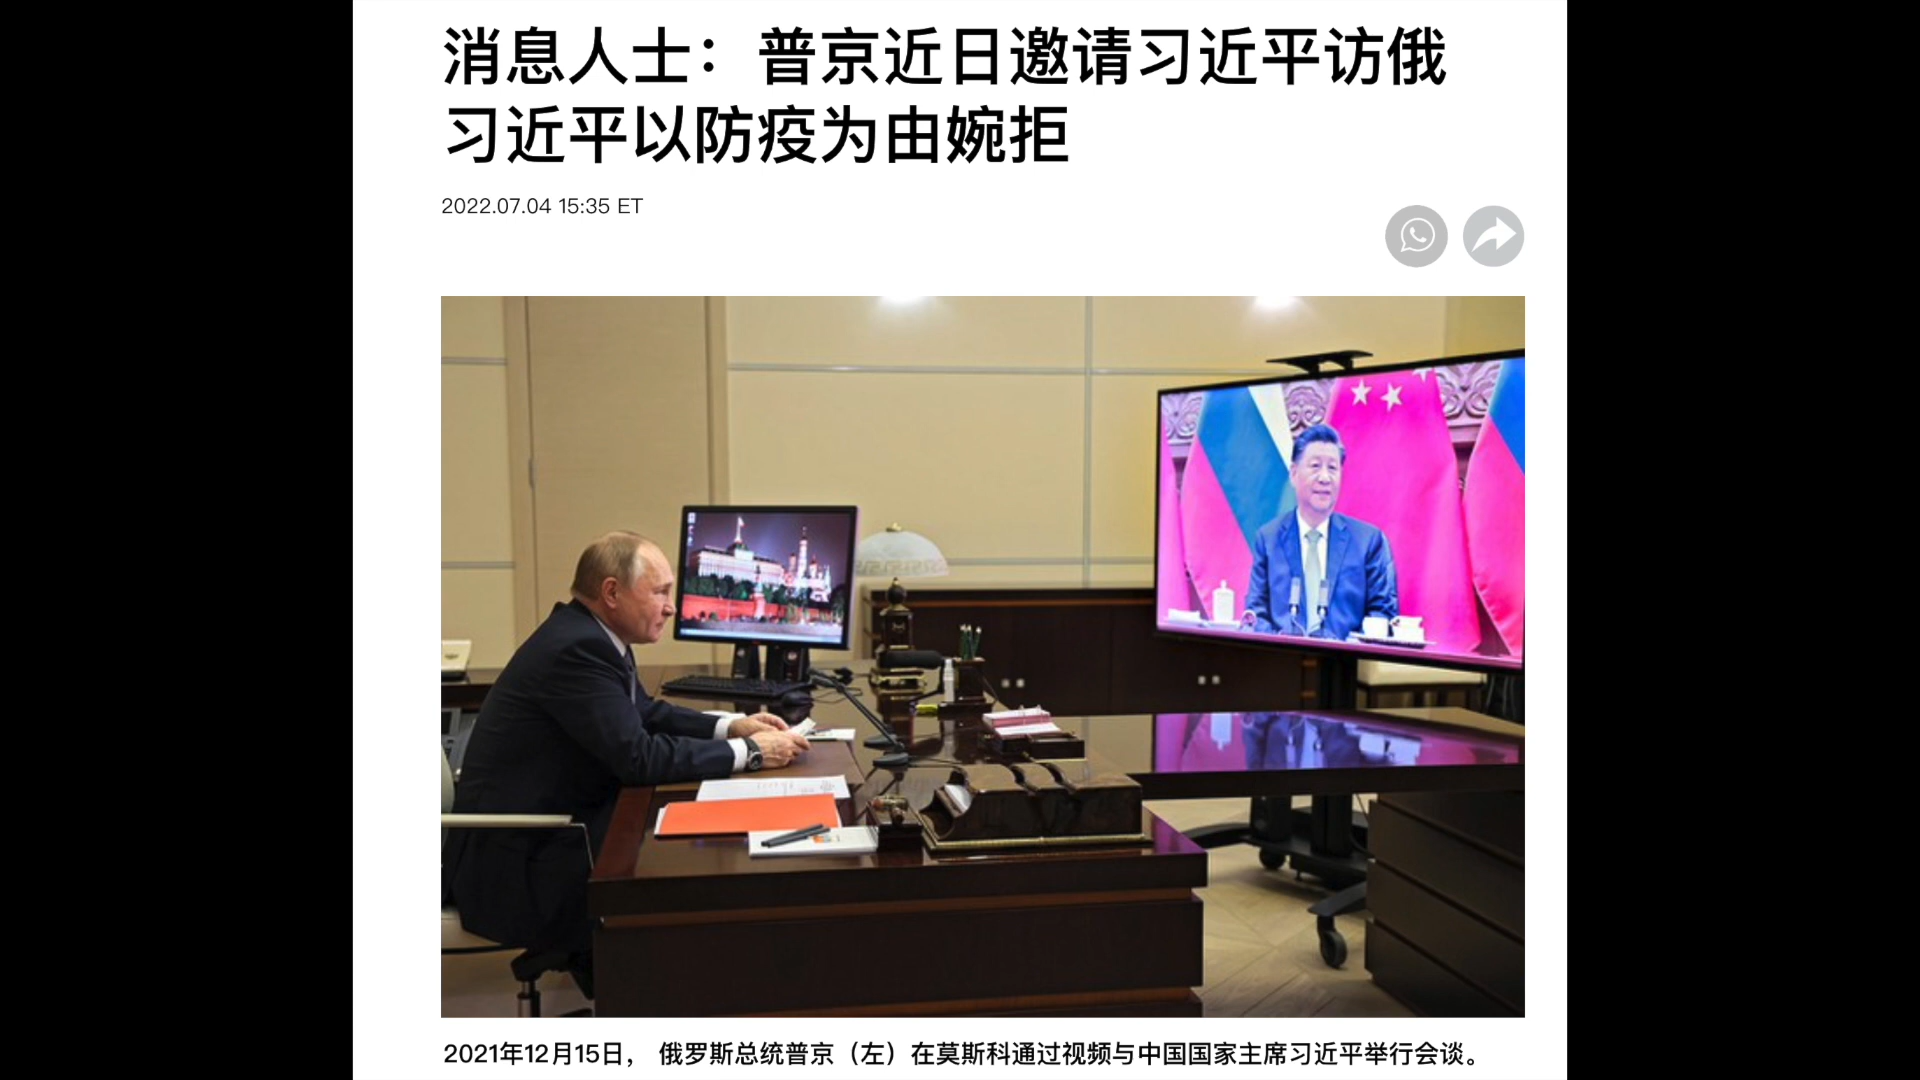 消息人士：普京近日邀请习近平访俄
习近平以防疫为由婉拒
2022.07.04 15:35 ET
2021年12月15日， 俄罗斯总统普京（左）在莫斯科通过视频与中国国家主席习近平举行会谈。